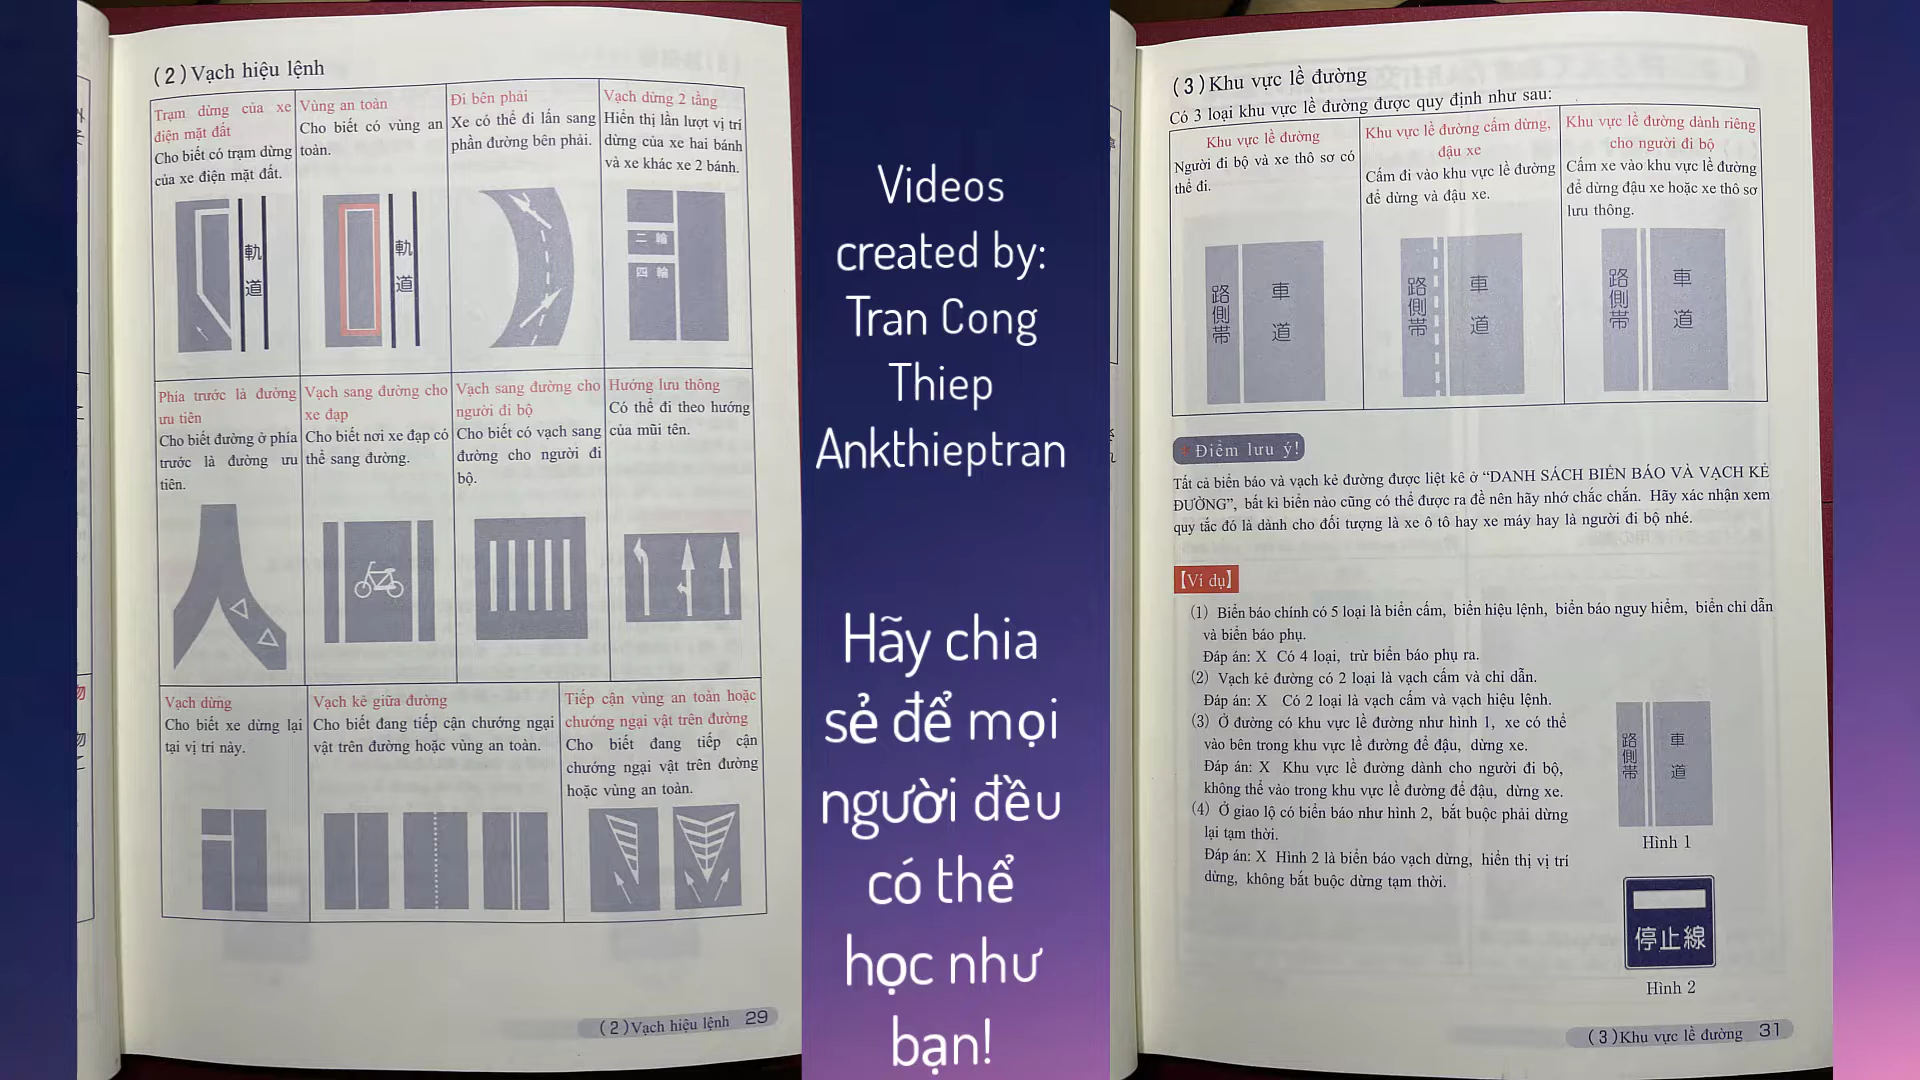 (2)Vạch hiệu lệnh
Trạm dừng của xe
điện mặt đất
Cho biết có trạm dừng
của xe điện mặt đất.
軌
道
Vùng an toàn
Cho biết có vùng an
toàn.
軌
道
Đi bên phải
Xe có thể đi lấn sang
phần đường bên phải.
Vạch dừng 2 tầng
Hiển thị lần lượt vị trí
dừng của xe hai bánh
và xe khác xe 2 bánh.
二 輪
四 輪
Phía trước là đường
ưu tiên
Cho biết đường ở phía
trước là đường ưu
tiên.
Vạch sang đường cho
xe đạp
Cho biết nơi xe đạp có
thể sang đường.
Vạch sang đường cho
người đi bộ
Cho biết có vạch sang
đường cho người đi
bộ.
Hướng lưu thông
Có thể đi theo hướng
của mũi tên.
Vạch dừng
Cho biết xe dừng lại
tại vị trí này.
Vạch kẻ giữa đường
Cho biết đang tiếp cận chướng ngại
vật trên đường hoặc vùng an toàn.
Tiếp cận vùng an toàn hoặc
chướng ngại vật trên đường
Cho biết đang tiếp cận
chướng ngại vật trên đường
hoặc vùng an toàn.
(2)Vạch hiệu lệnh 29
Videos
created by:
Tran Cong
Thiep
Ankthieptran
Hãy chia
sẻ để mọi
người đều
có thể
học như
bạn!
(3)Khu vực lề đường
Có 3 loại khu vực lề đường được quy định như sau:
Khu vực lề đường
Người đi bộ và xe thô sơ có
thể đi.
路側帯
車道
Khu vực lề đường cấm dừng,
đậu xe
Cấm đi vào khu vực lề đường
để dừng và đậu xe.
路側帯
車道
Khu vực lề đường dành riêng
cho người đi bộ
Cấm xe vào khu vực lề đường
để dừng đậu xe hoặc xe thô sơ
lưu thông.
路側帯
車道
* Điểm lưu ý!
Tất cả biển báo và vạch kẻ đường được liệt kê ở “DANH SÁCH BIỂN BÁO VÀ VẠCH KẺ
ĐƯỜNG”, bất kì biển nào cũng có thể được ra đề nên hãy nhớ chắc chắn. Hãy xác nhận xem
quy tắc đó là dành cho đối tượng là xe ô tô hay xe máy hay là người đi bộ nhé.
【Ví dụ】
(1) Biển báo chính có 5 loại là biển cấm, biển hiệu lệnh, biển báo nguy hiểm, biển chỉ dẫn
và biển báo phụ.
Đáp án: X Có 4 loại, trừ biển báo phụ ra.
(2) Vạch kẻ đường có 2 loại là vạch cấm và chỉ dẫn.
Đáp án: X Có 2 loại là vạch cấm và vạch hiệu lệnh.
(3) Ở đường có khu vực lề đường như hình 1, xe có thể
vào bên trong khu vực lề đường để đậu, dừng xe.
Đáp án: X Khu vực lề đường dành cho người đi bộ,
không thể vào trong khu vực lề đường để đậu, dừng xe.
(4) Ở giao lộ có biển báo như hình 2, bắt buộc phải dừng
lại tạm thời.
Đáp án: X Hình 2 là biển báo vạch dừng, hiển thị vị trí
dừng, không bắt buộc dừng tạm thời.
路側帯
車道
Hình 1
停止線
Hình 2
(3)Khu vực lề đường 31